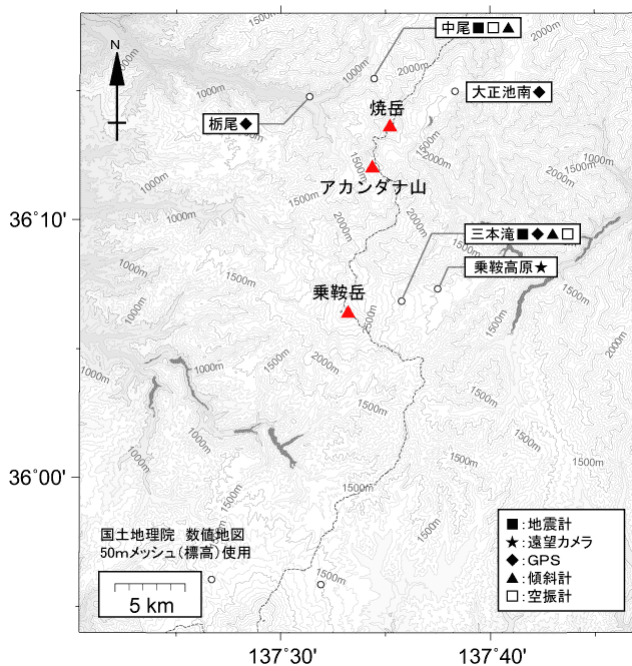 中尾■□▲
N
大正池南◆
焼岳
栃尾◆
アカンダナ山
36°10'
三本滝■◆▲□
乗鞍高原★
乗鞍岳
36°00'
国土地理院 数値地図
50mメッシュ(標高)使用
5 km
■:地震計
★:遠望カメラ
◆:GPS
▲:傾斜計
□:空振計
137°30'
137°40'
1500m
2000m
1000m